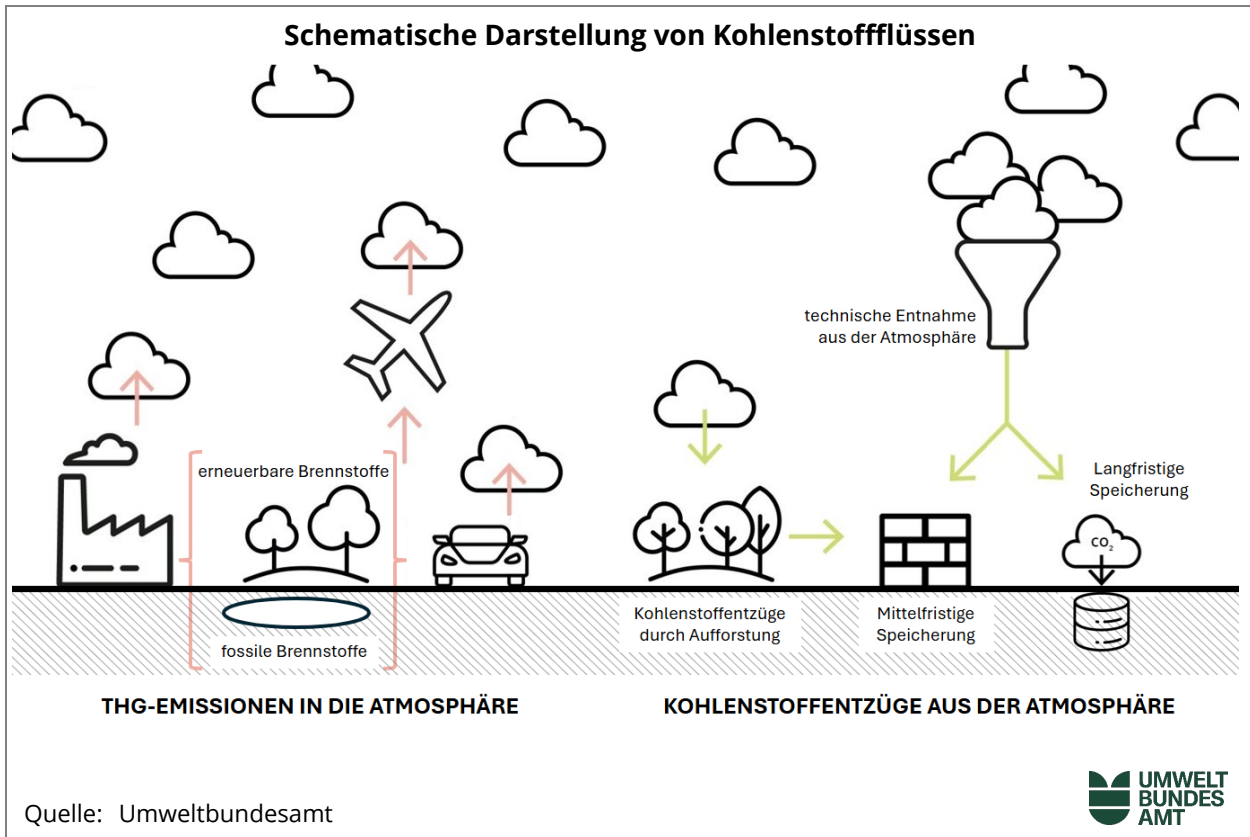 Schematische Darstellung von Kohlenstoffflüssen
technische Entnahme
aus der Atmosphäre
erneuerbare Brennstoffe
Langfristige
Speicherung
CO₂
Kohlenstoffentzüge
durch Aufforstung
Mittelfristige
Speicherung
fossile Brennstoffe
THG-EMISSIONEN IN DIE ATMOSPHÄRE
KOHLENSTOFFENTZÜGE AUS DER ATMOSPHÄRE
Quelle: Umweltbundesamt
UMWELT
BUNDES
AMT